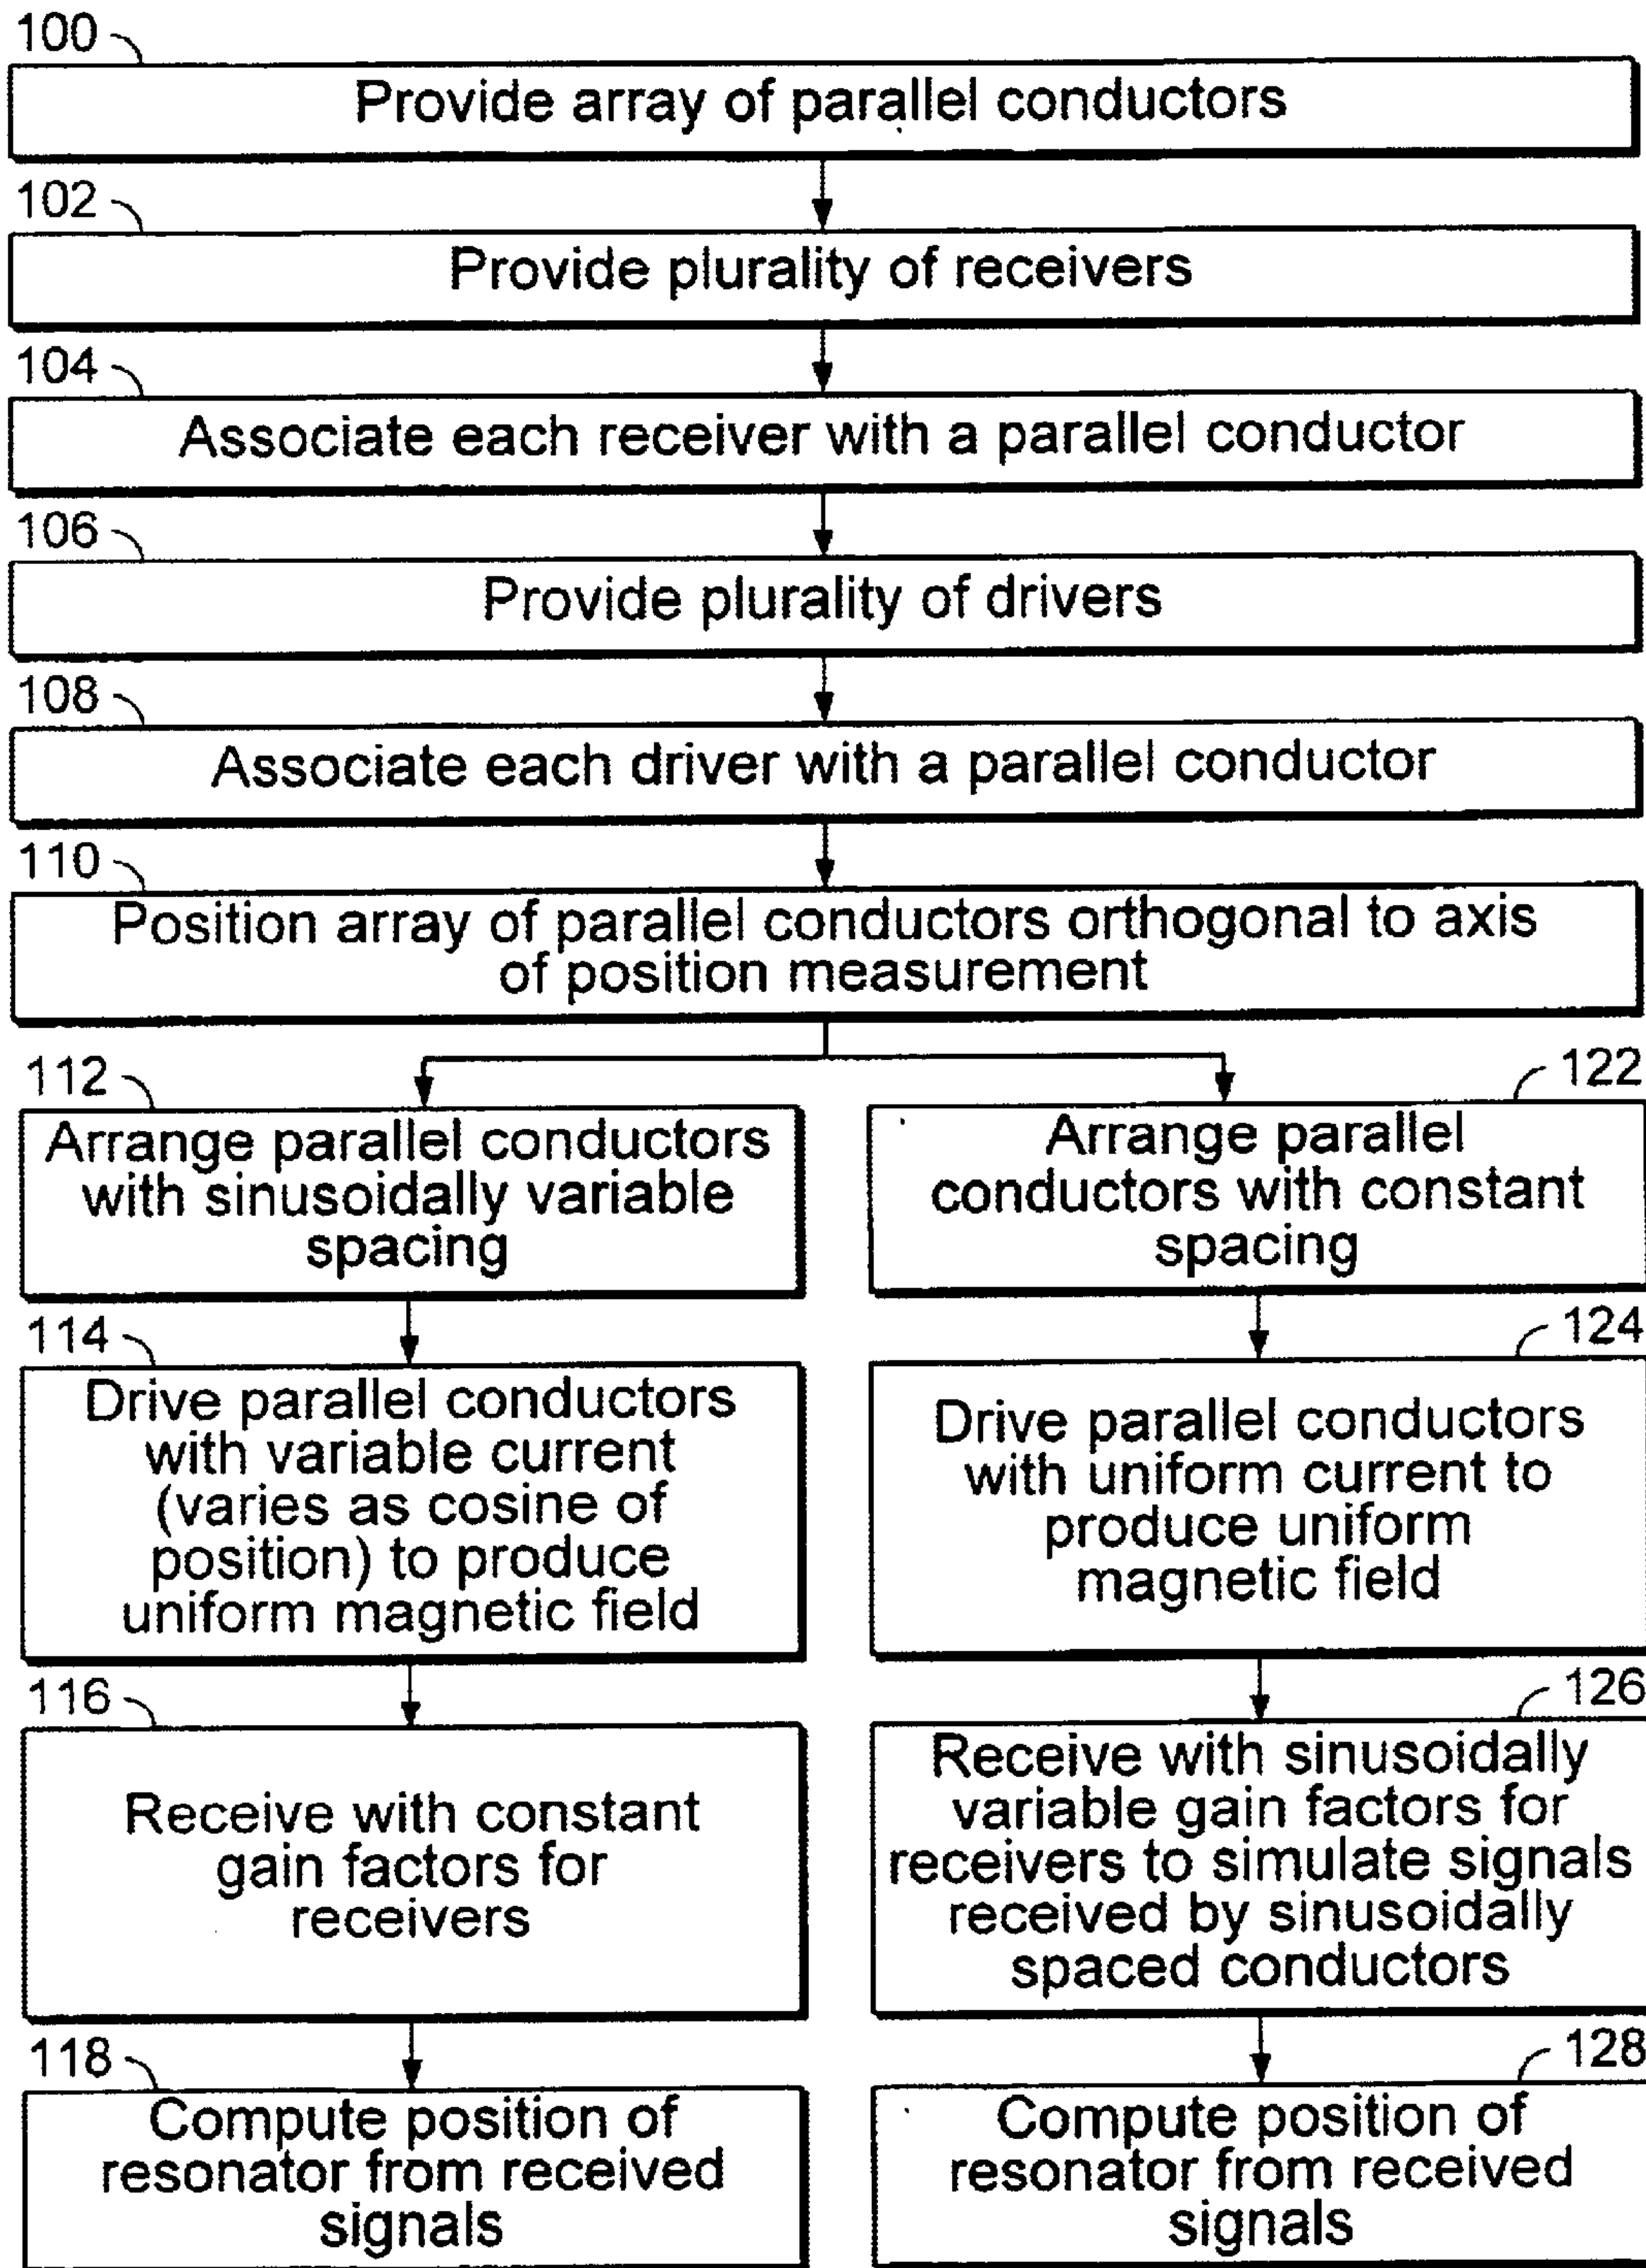 100
Provide array of parallel conductors
102
Provide plurality of receivers
104
Associate each receiver with a parallel conductor
106
Provide plurality of drivers
108
Associate each driver with a parallel conductor
110
Position array of parallel conductors orthogonal to axis
of position measurement
112
Arrange parallel conductors
with sinusoidally variable
spacing
114
Drive parallel conductors
with variable current
(varies as cosine of
position) to produce
uniform magnetic field
116
Receive with constant
gain factors for
receivers
118
Compute position of
resonator from received
signals
122
Arrange parallel
conductors with constant
spacing
124
Drive parallel conductors
with uniform current to
produce uniform
magnetic field
126
Receive with sinusoidally
variable gain factors for
receivers to simulate signals
received by sinusoidally
spaced conductors
128
Compute position of
resonator from received
signals